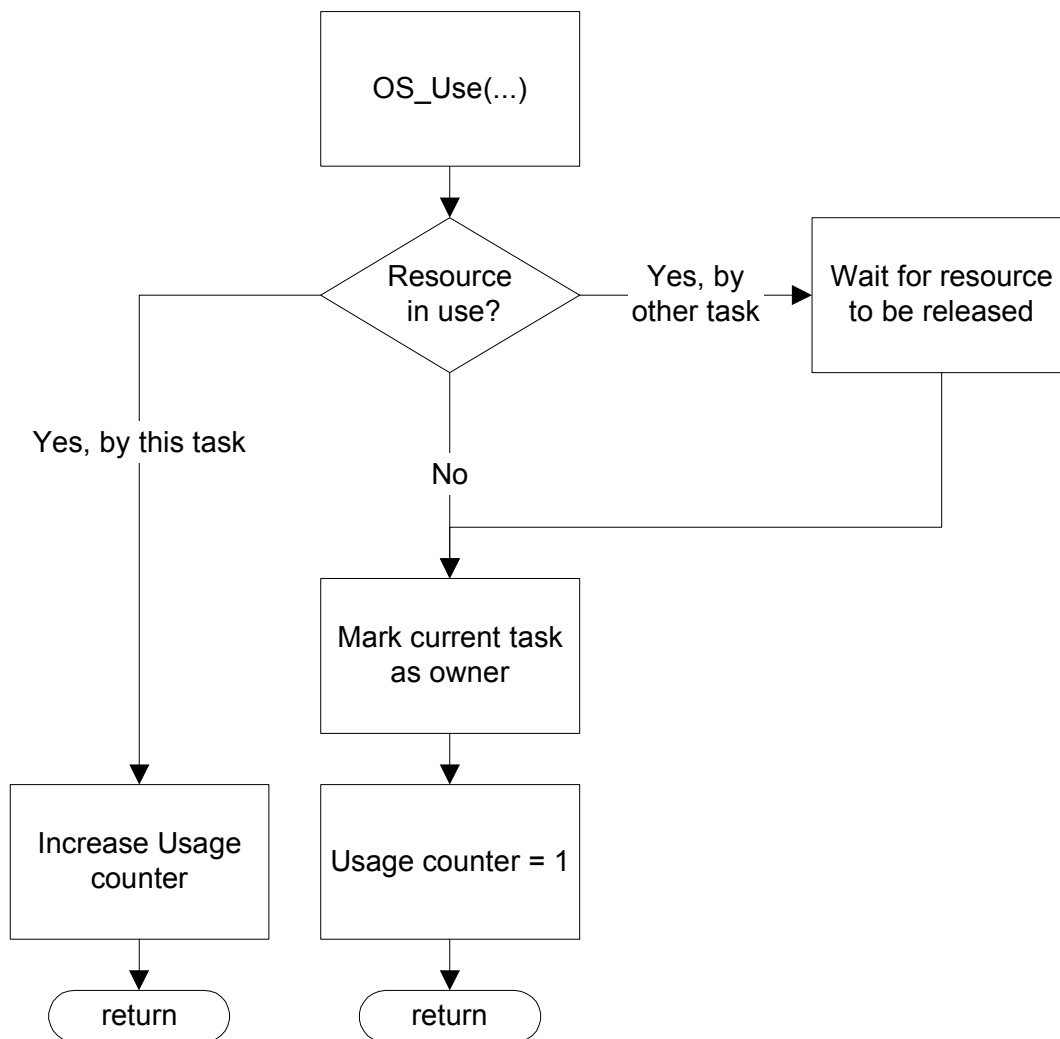 OS_Use(...)
Resource
in use?
Yes, by
other task
Wait for resource
to be released
Yes, by this task
No
Mark current task
as owner
Increase Usage
counter
Usage counter = 1
return
return